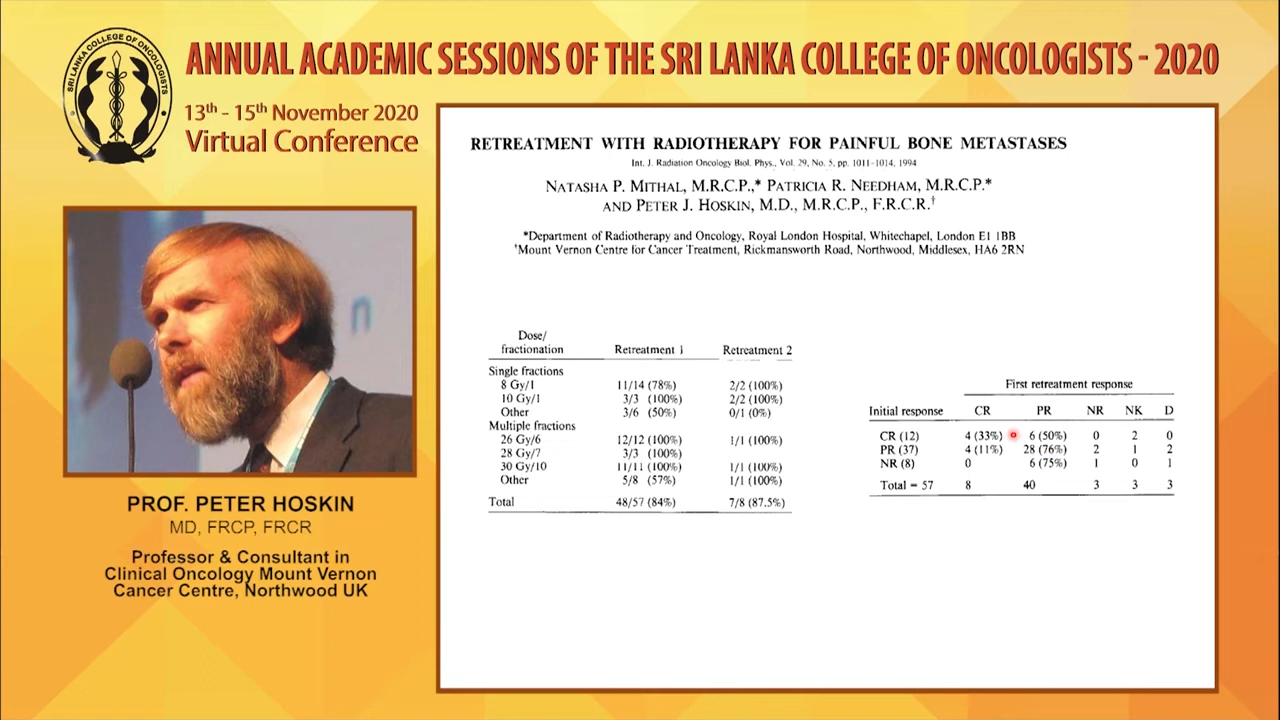 SRI LANKA COLLEGE OF ONCOLOGISTS
ANNUAL ACADEMIC SESSIONS OF THE SRI LANKA COLLEGE OF ONCOLOGISTS - 2020
13th - 15th November 2020
Virtual Conference
PROF. PETER HOSKIN
MD, FRCP, FRCR
Professor & Consultant in
Clinical Oncology Mount Vernon
Cancer Centre, Northwood UK
RETREATMENT WITH RADIOTHERAPY FOR PAINFUL BONE METASTASES
Int. J. Radiation Oncology Biol. Phys., Vol. 29, No. 5, pp. 1011-1014, 1994
NATASHA P. MITHAL, M.R.C.P.,* PATRICIA R. NEEDHAM, M.R.C.P.*
AND PETER J. HOSKIN, M.D., M.R.C.P., F.R.C.R.†
*Department of Radiotherapy and Oncology, Royal London Hospital, Whitechapel, London E1 1BB
†Mount Vernon Centre for Cancer Treatment, Rickmansworth Road, Northwood, Middlesex, HA6 2RN
Dose/
fractionation Retreatment 1 Retreatment 2
Single fractions
8 Gy/1 11/14 (78%) 2/2 (100%)
10 Gy/1 3/3 (100%) 2/2 (100%)
Other 3/6 (50%) 0/1 (0%)
Multiple fractions
26 Gy/6 12/12 (100%) 1/1 (100%)
28 Gy/7 3/3 (100%)
30 Gy/10 11/11 (100%) 1/1 (100%)
Other 5/8 (57%) 1/1 (100%)
Total 48/57 (84%) 7/8 (87.5%)
First retreatment response
Initial response CR PR NR NK D
CR (12) 4 (33%) 6 (50%) 0 2 0
PR (37) 4 (11%) 28 (76%) 2 1 2
NR (8) 0 6 (75%) 1 0 1
Total = 57 8 40 3 3 3